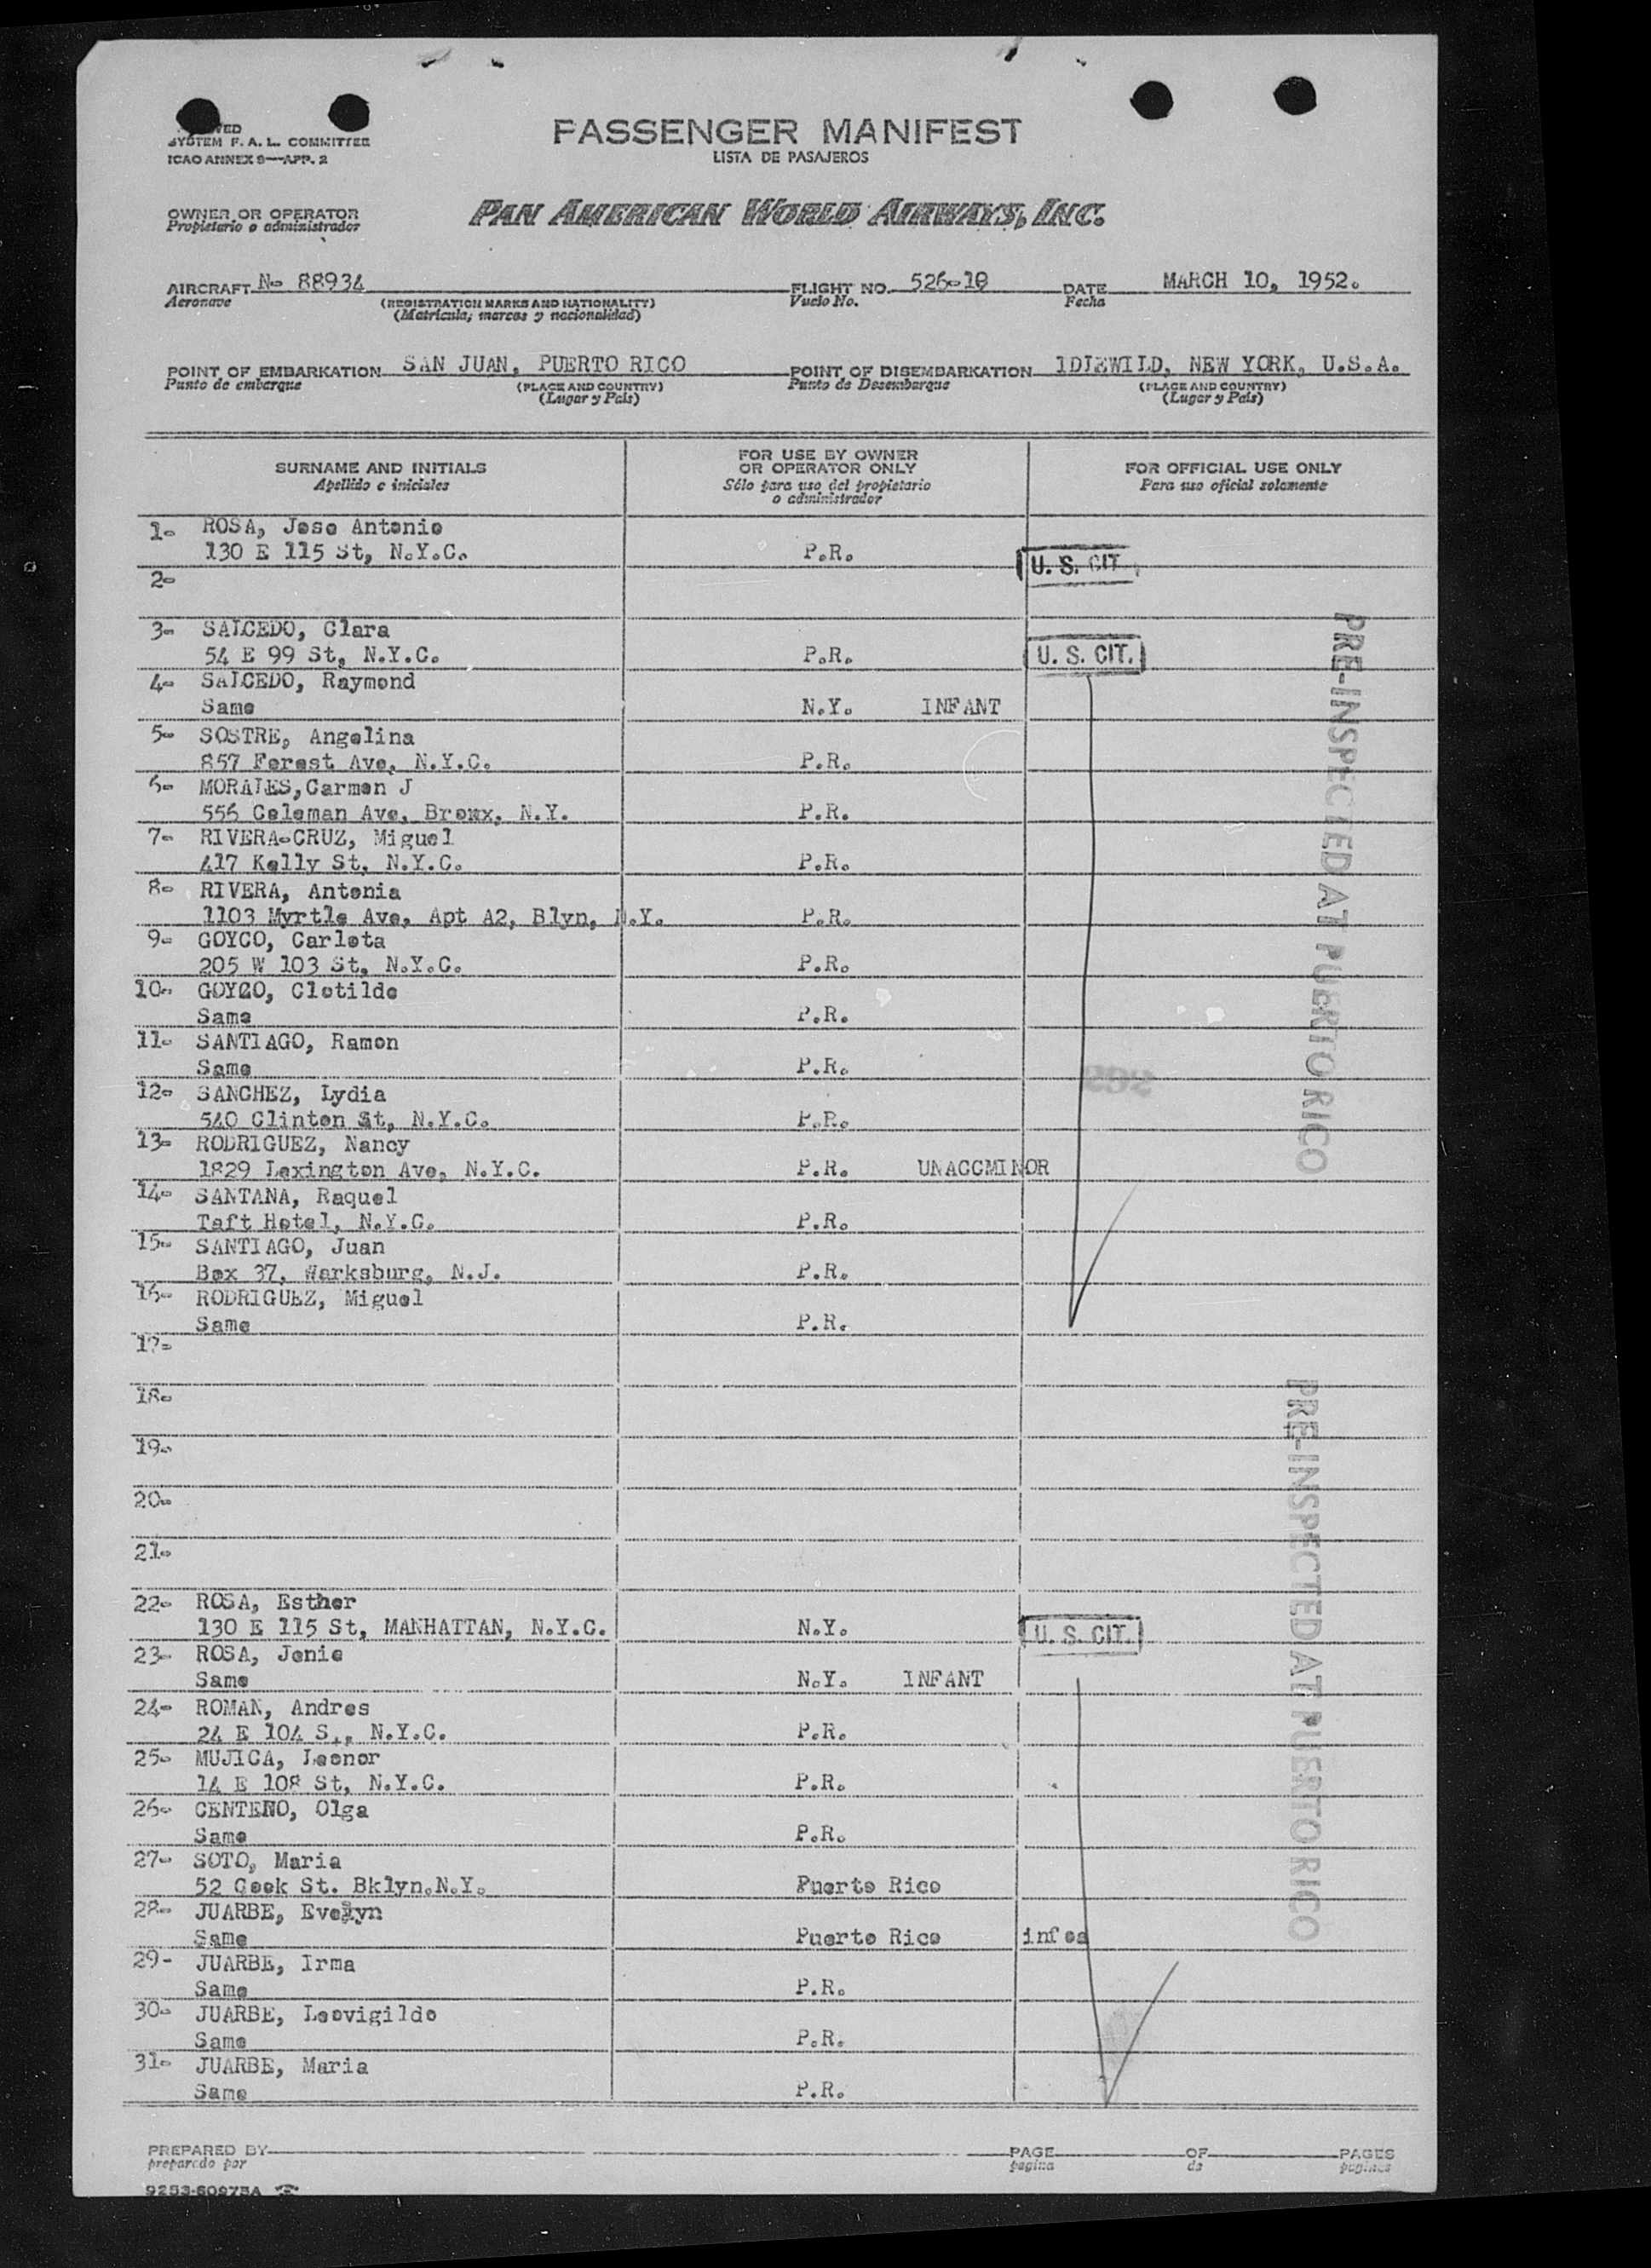 SYSTEM F. A. L. COMMITTEE
ICAO ANNEX 9—APP. 2
PASSENGER MANIFEST
LISTA DE PASAJEROS
OWNER OR OPERATOR
Propietario o administrador
PAN AMERICAN WORLD AIRWAYS, INC.
AIRCRAFT N- 88934
Aeronave
(REGISTRATION MARKS AND NATIONALITY)
(Matrícula, marcas y nacionalidad)
FLIGHT NO. 526-10
Vuelo No.
DATE MARCH 10, 1952.
Fecha
POINT OF EMBARKATION SAN JUAN, PUERTO RICO
Punto de embarque
(PLACE AND COUNTRY)
(Lugar y País)
POINT OF DISEMBARKATION IDLEWILD, NEW YORK, U.S.A.
Punto de Desembarque
(PLACE AND COUNTRY)
(Lugar y País)
SURNAME AND INITIALS
Apellido e iniciales
FOR USE BY OWNER
OR OPERATOR ONLY
Sólo para uso del propietario
o administrador
FOR OFFICIAL USE ONLY
Para uso oficial solamente
1- ROSA, Jose Antonio
130 E 115 St, N.Y.C. P.R. U. S. CIT.
2-
3- SALCEDO, Clara
54 E 99 St, N.Y.C. P.R. U. S. CIT.
4- SALCEDO, Raymond
Same N.Y. INFANT
5- SOSTRE, Angelina
857 Forest Ave, N.Y.C. P.R.
6- MORALES,Carmen J
556 Coleman Ave, Bronx, N.Y. P.R.
7- RIVERA-CRUZ, Miguel
417 Kelly St, N.Y.C. P.R.
8- RIVERA, Antonia
1103 Myrtle Ave, Apt A2, Blyn, N.Y. P.R.
9- GOYCO, Carlota
205 W 103 St, N.Y.C. P.R.
10- GOYCO, Clotilde
Same P.R.
11- SANTIAGO, Ramon
Same P.R.
12- SANCHEZ, Lydia
540 Clinton St, N.Y.C. P.R.
13- RODRIGUEZ, Nancy
1829 Lexington Ave, N.Y.C. P.R. UNACCMINOR
14- SANTANA, Raquel
Taft Hotel, N.Y.C. P.R.
15- SANTIAGO, Juan
Box 37, Warksburg, N.J. P.R.
16- RODRIGUEZ, Miguel
Same P.R.
17-
18-
19-
20-
21-
22- ROSA, Esther
130 E 115 St, MANHATTAN, N.Y.C. N.Y. U. S. CIT.
23- ROSA, Jenie
Same N.Y. INFANT
24- ROMAN, Andres
24 E 104 S., N.Y.C. P.R.
25- MUJICA, Leonor
14 E 108 St, N.Y.C. P.R.
26- CENTENO, Olga
Same P.R.
27- SOTO, Maria
52 Cook St. Bklyn.N.Y. Puerto Rico
28- JUARBE, Evelyn
Same Puerto Rico infoa
29- JUARBE, Irma
Same P.R.
30- JUARBE, Leovigildo
Same P.R.
31- JUARBE, Maria
Same P.R.
PRE-INSPECTED AT PUERTO RICO
PRE-INSPECTED AT PUERTO RICO
PREPARED BY
preparado por
PAGE OF PAGES
pagina de paginas
9253-60975A